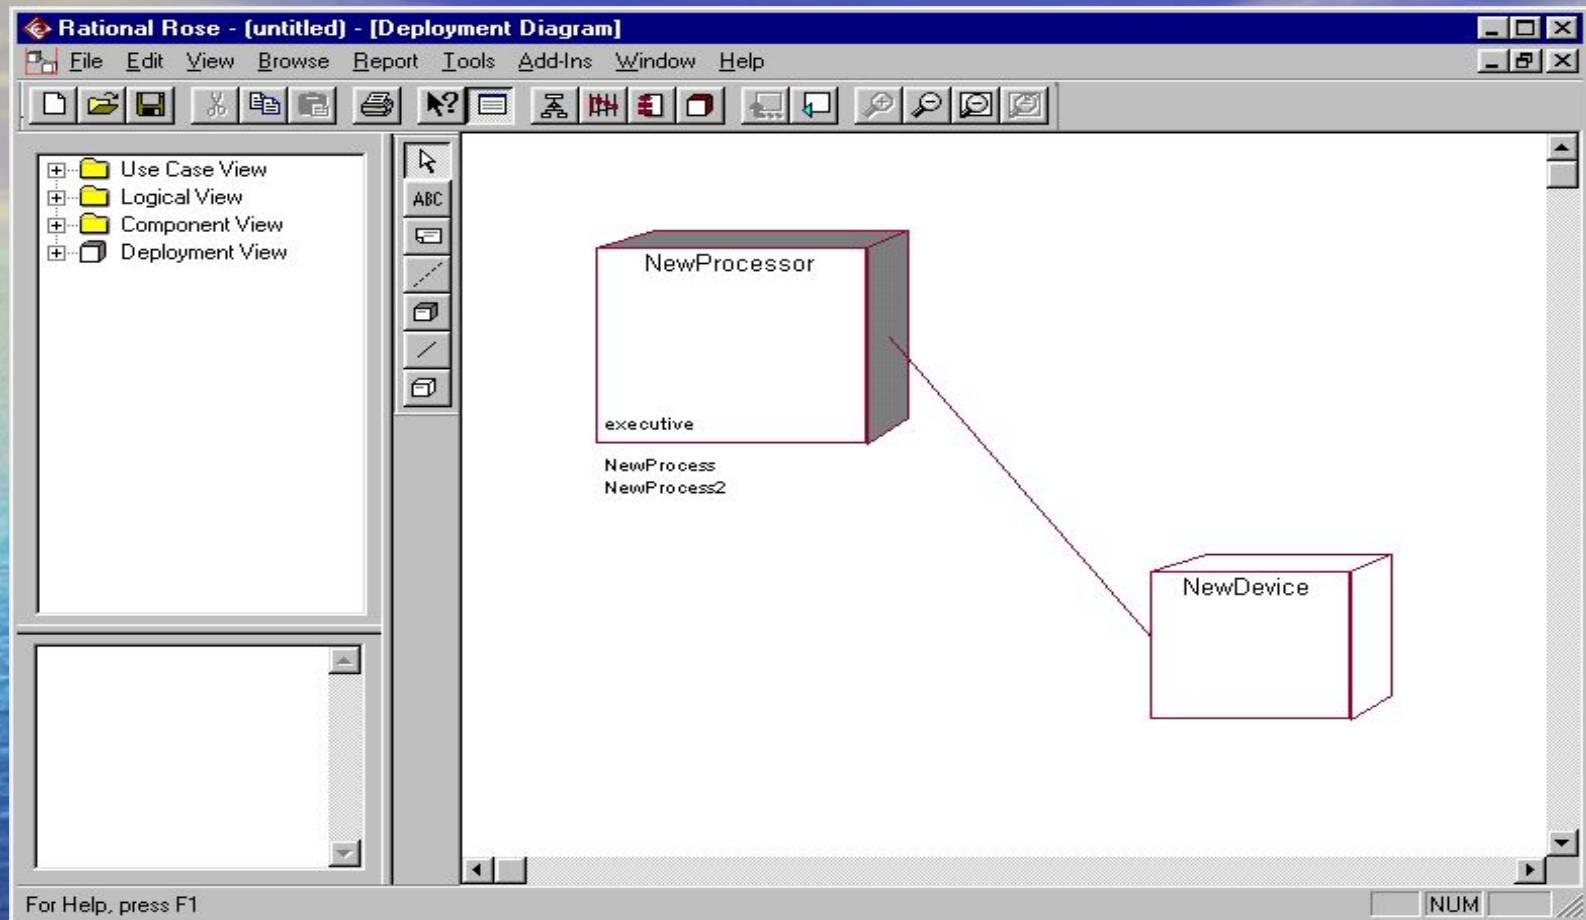 Rational Rose - (untitled) - [Deployment Diagram]
File Edit View Browse Report Tools Add-Ins Window Help
Use Case View
Logical View
Component View
Deployment View
ABC
NewProcessor
executive
NewProcess
NewProcess2
NewDevice
For Help, press F1
NUM